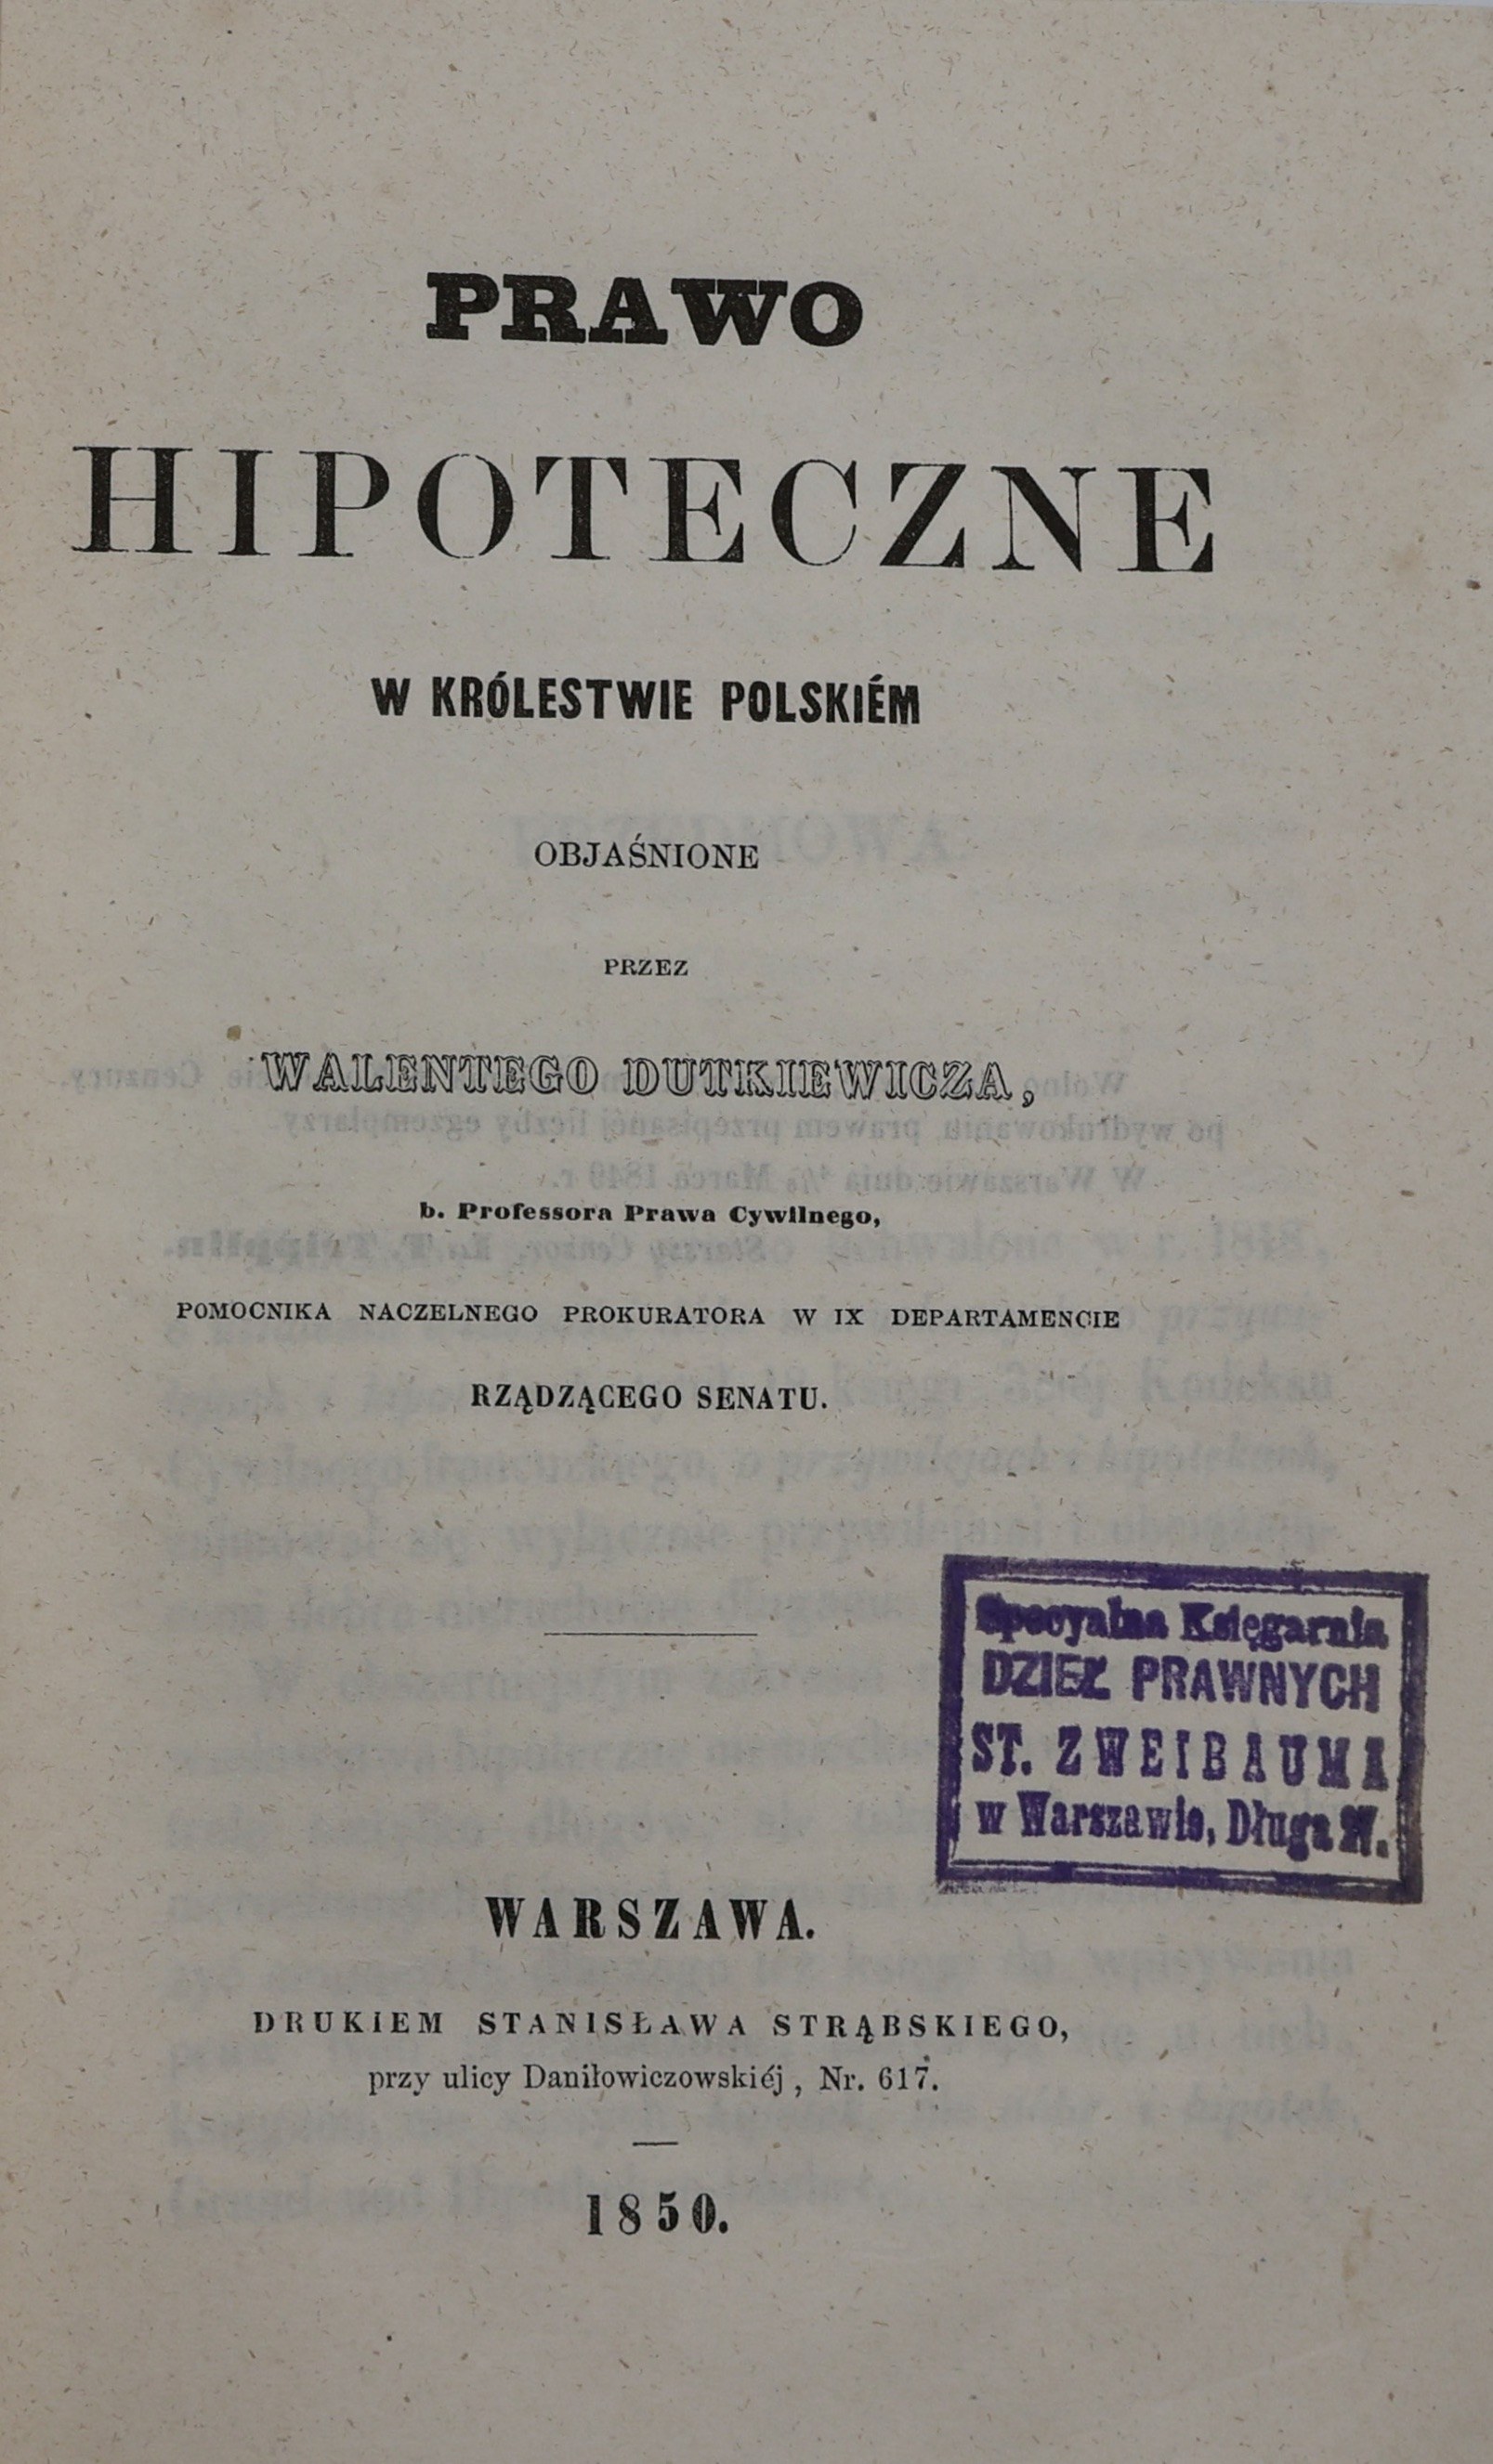 PRAWO
HIPOTECZNE
W KRÓLESTWIE POLSKIÉM
OBJAŚNIONE
PRZEZ
WALENTEGO DUTKIEWICZA,
b. Professora Prawa Cywilnego,
POMOCNIKA NACZELNEGO PROKURATORA W IX DEPARTAMENCIE
RZĄDZĄCEGO SENATU.
Specyalna Księgarnia
DZIEŁ PRAWNYCH
ST. ZWEIBAUMA
w Warszawie, Długa
WARSZAWA.
DRUKIEM STANISŁAWA STRĄBSKIEGO,
przy ulicy Daniłowiczowskiéj, Nr. 617.
1850.